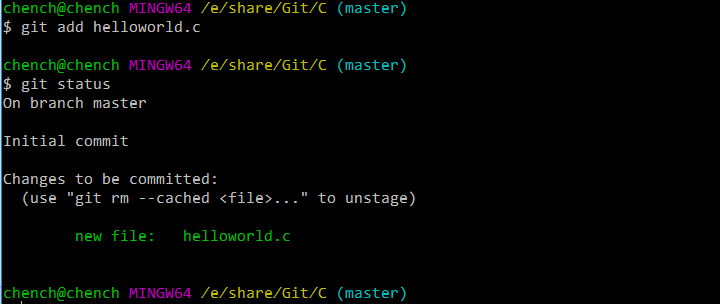 chench@chench MINGW64 /e/share/Git/C (master)
$ git add helloworld.c
chench@chench MINGW64 /e/share/Git/C (master)
$ git status
On branch master
Initial commit
Changes to be committed:
  (use "git rm --cached <file>..." to unstage)
        new file:   helloworld.c
chench@chench MINGW64 /e/share/Git/C (master)